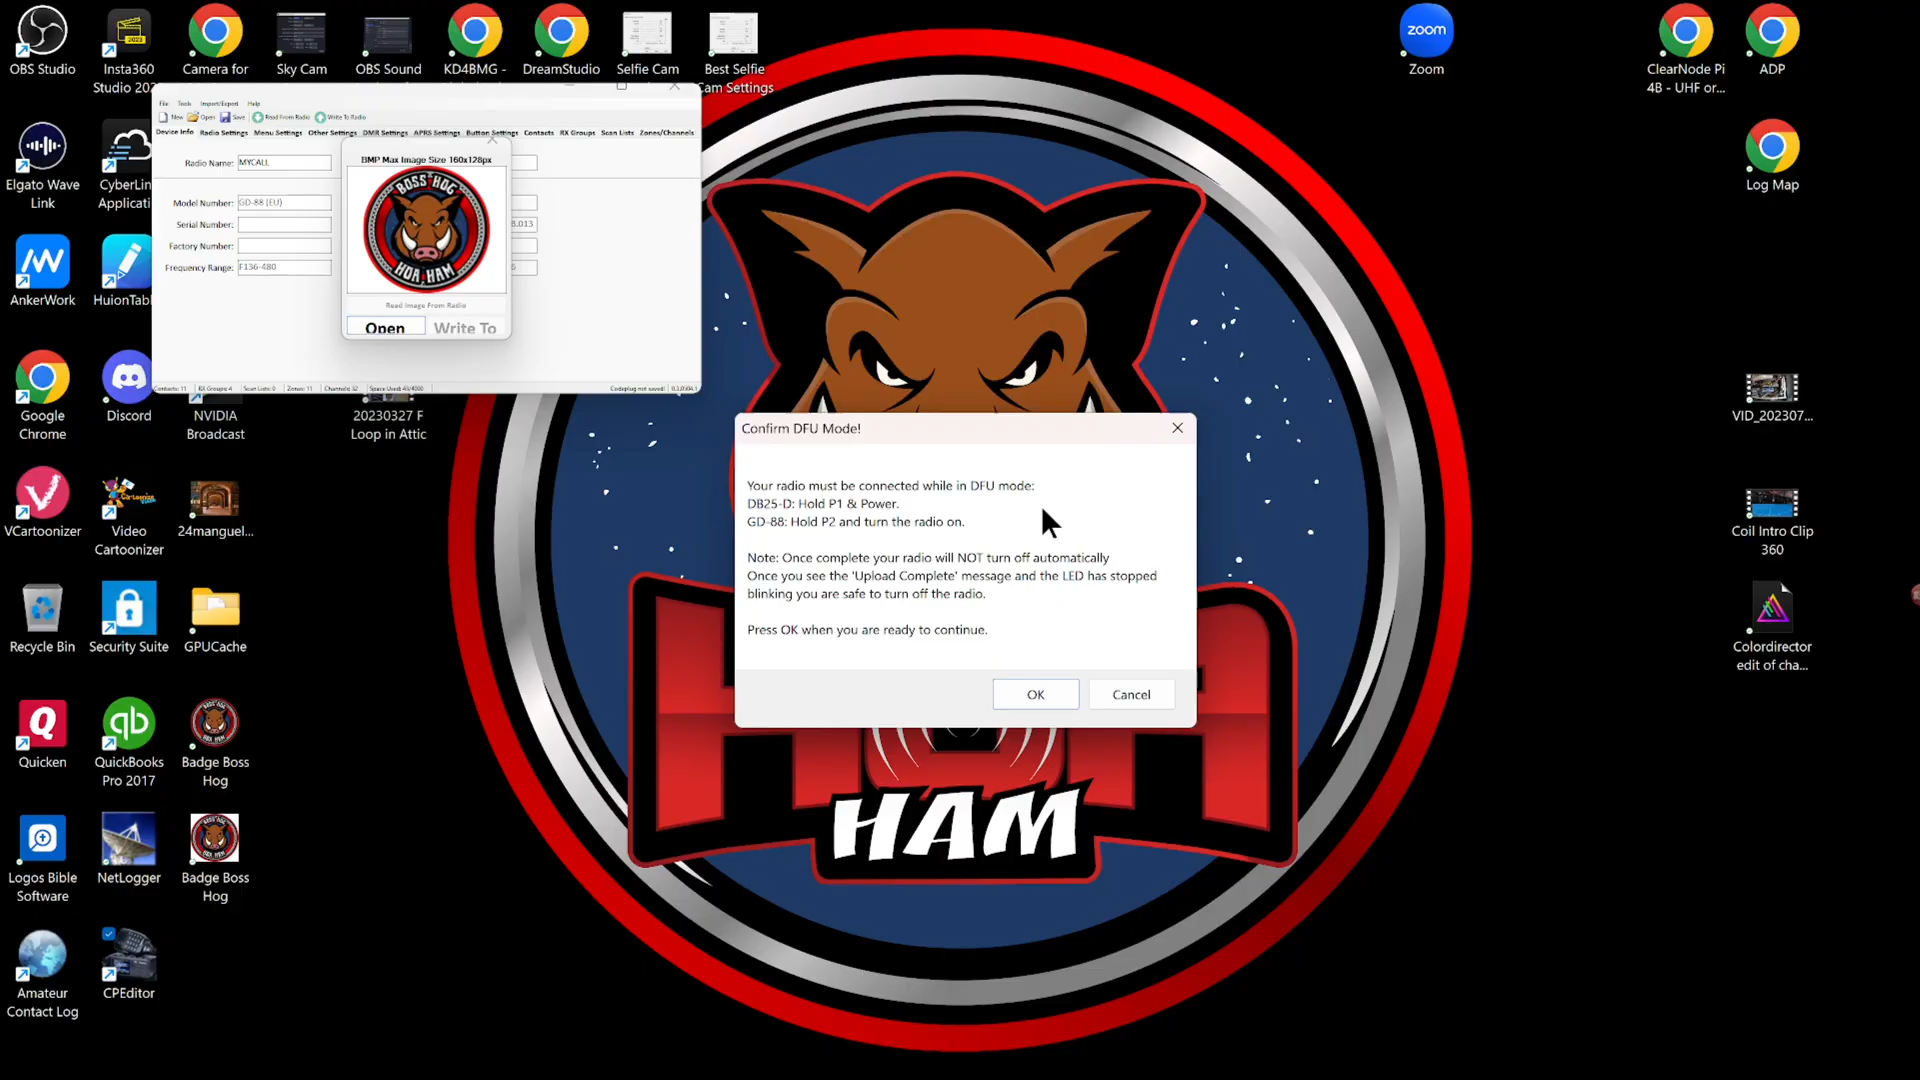 OBS Studio
Insta360
Studio 202
Camera for
Sky Cam
OBS Sound
KD4BMG -
DreamStudio
Selfie Cam
Best Selfie
Cam Settings
zoom
Zoom
ClearNode Pi
4B - UHF or...
ADP
File Tools Import/Export Help
New Open Save Read From Radio Write To Radio
Device Info Radio Settings Menu Settings Other Settings DMR Settings APRS Settings Button Settings Contacts RX Groups Scan Lists Zones/Channels
Radio Name: MYCALL
Model Number: GD-88 (EU)
Serial Number:
Factory Number:
Frequency Range: F136-480
BMP Max Image Size 160x128px
BOSS HOG
HOA HAM
Read Image From Radio
Open Write To
Contacts: 11 RX Groups: 4 Scan Lists: 0 Zones: 11 Channels: 32
Codeplug not saved!
Elgato Wave
Link
CyberLin
Applicati
Log Map
AnkerWork
HuionTabl
Google
Chrome
Discord
NVIDIA
Broadcast
20230327 F
Loop in Attic
VID_202307...
VCartoonizer
Video
Cartoonizer
24manguel...
Coil Intro Clip
360
Recycle Bin
Security Suite
GPUCache
Colordirector
edit of cha...
Quicken
QuickBooks
Pro 2017
Badge Boss
Hog
Logos Bible
Software
NetLogger
Badge Boss
Hog
Amateur
Contact Log
CPEditor
Confirm DFU Mode!
Your radio must be connected while in DFU mode:
DB25-D: Hold P1 & Power.
GD-88: Hold P2 and turn the radio on.
Note: Once complete your radio will NOT turn off automatically
Once you see the 'Upload Complete' message and the LED has stopped
blinking you are safe to turn off the radio.
Press OK when you are ready to continue.
OK
Cancel
HAM